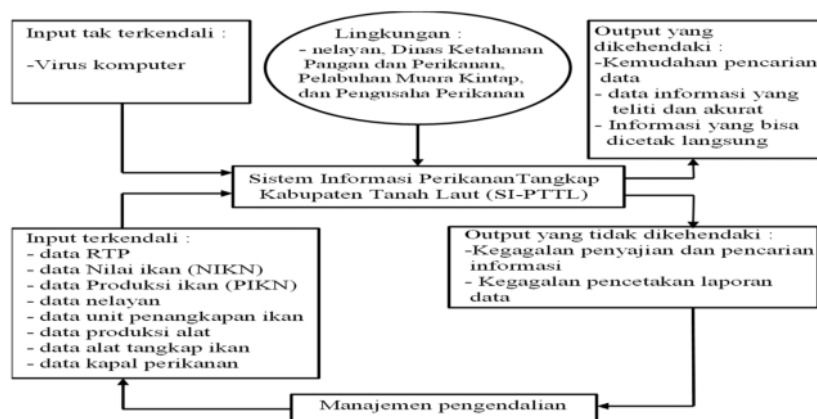 Input tak terkendali :
-Virus komputer
Lingkungan :
- nelayan, Dinas Ketahanan
Pangan dan Perikanan,
Pelabuhan Muara Kintap,
dan Pengusaha Perikanan
Output yang
dikehendaki :
-Kemudahan pencarian
data
- data informasi yang
teliti dan akurat
- Informasi yang bisa
dicetak langsung
Sistem Informasi PerikananTangkap
Kabupaten Tanah Laut (SI-PTTL)
Input terkendali :
- data RTP
- data Nilai ikan (NIKN)
- data Produksi ikan (PIKN)
- data nelayan
- data unit penangkapan ikan
- data produksi alat
- data alat tangkap ikan
- data kapal perikanan
Output yang tidak dikehendaki :
-Kegagalan penyajian dan pencarian
informasi
- Kegagalan pencetakan laporan
data
Manajemen pengendalian